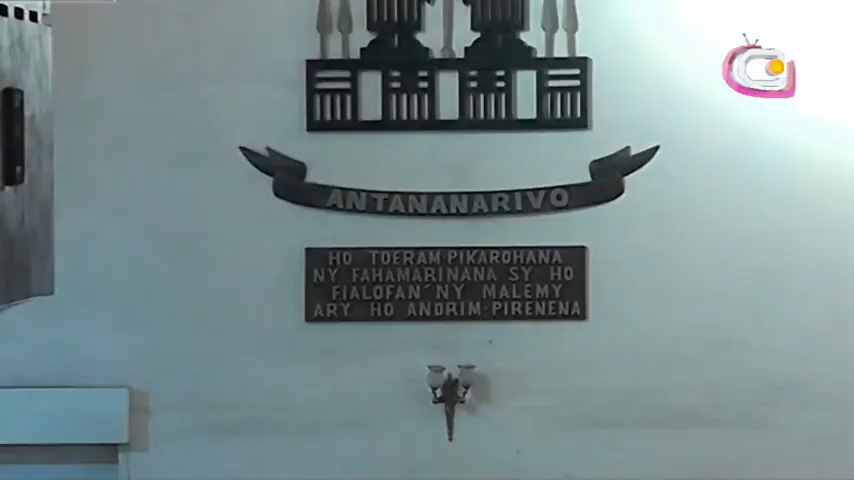 ANTANANARIVO
HO TOERAM-PIKAROHANA
NY FAHAMARINANA SY HO
FIALOFAN'NY MALEMY
ARY HO ANDRIM-PIRENENA